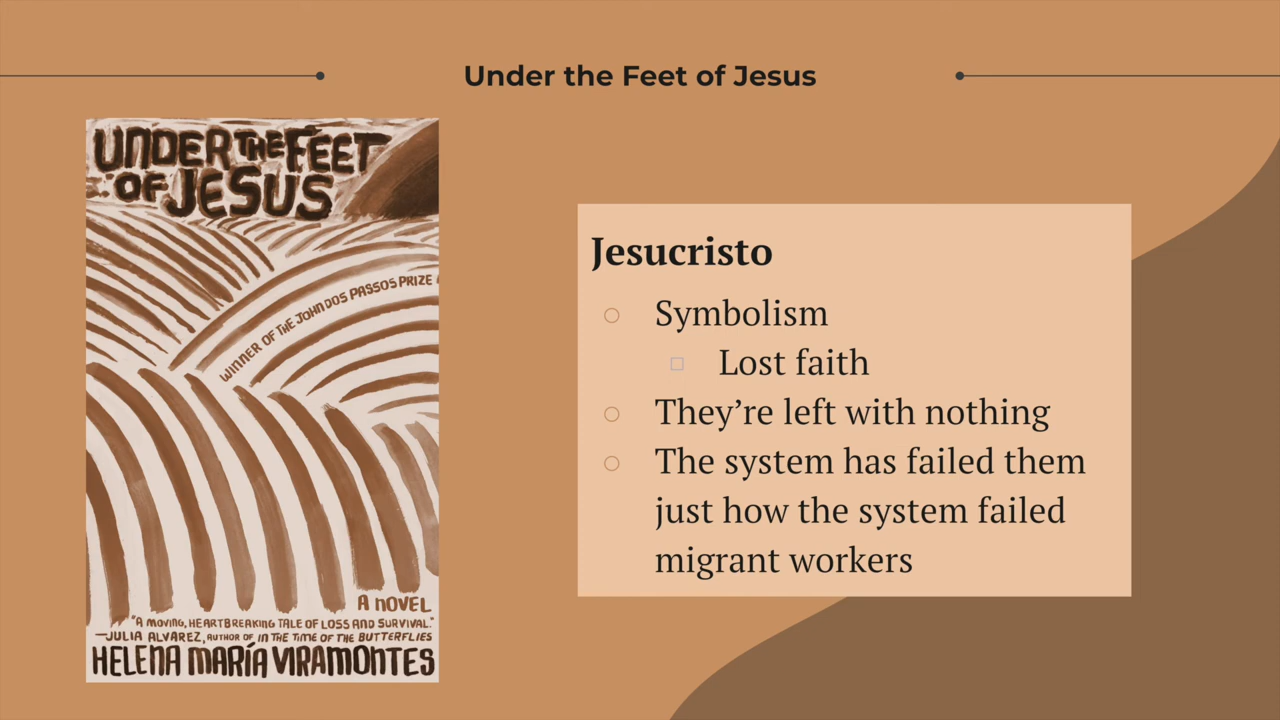 Under the Feet of Jesus
UNDER THE FEET
OF JESUS
WINNER OF THE JOHN DOS PASSOS PRIZE
A NOVEL
"A MOVING, HEARTBREAKING TALE OF LOSS AND SURVIVAL."
—JULIA ALVAREZ, AUTHOR OF IN THE TIME OF THE BUTTERFLIES
HELENA MARÍA VIRAMONTES
Jesucristo
Symbolism
Lost faith
They're left with nothing
The system has failed them
just how the system failed
migrant workers